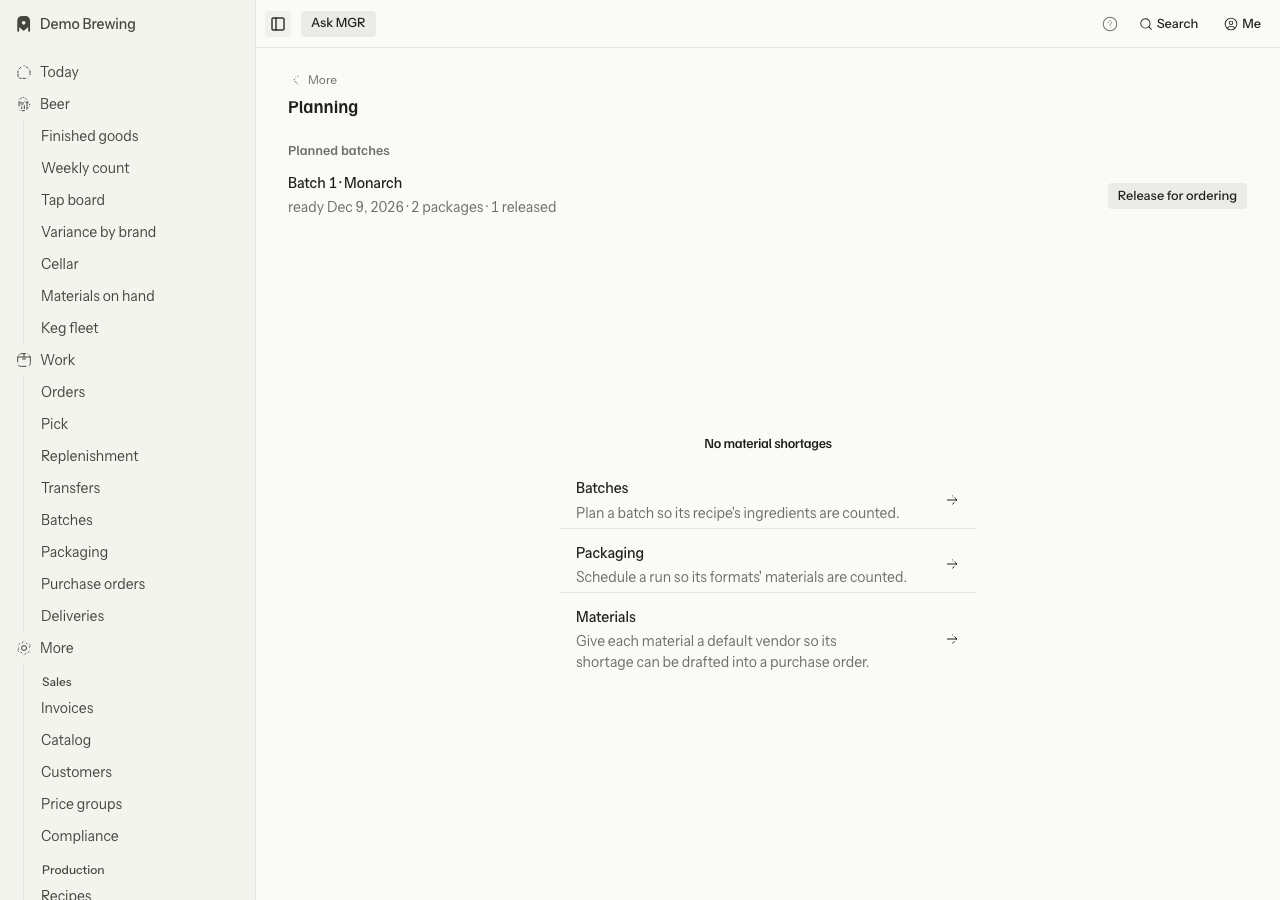 Demo Brewing
Ask MGR
Search
Me
Today
Beer
Finished goods
Weekly count
Tap board
Variance by brand
Cellar
Materials on hand
Keg fleet
Work
Orders
Pick
Replenishment
Transfers
Batches
Packaging
Purchase orders
Deliveries
More
Sales
Invoices
Catalog
Customers
Price groups
Compliance
Production
Recipes
More
Planning
Planned batches
Batch 1 · Monarch
ready Dec 9, 2026 · 2 packages · 1 released
Release for ordering
No material shortages
Batches
Plan a batch so its recipe's ingredients are counted.
Packaging
Schedule a run so its formats' materials are counted.
Materials
Give each material a default vendor so its
shortage can be drafted into a purchase order.